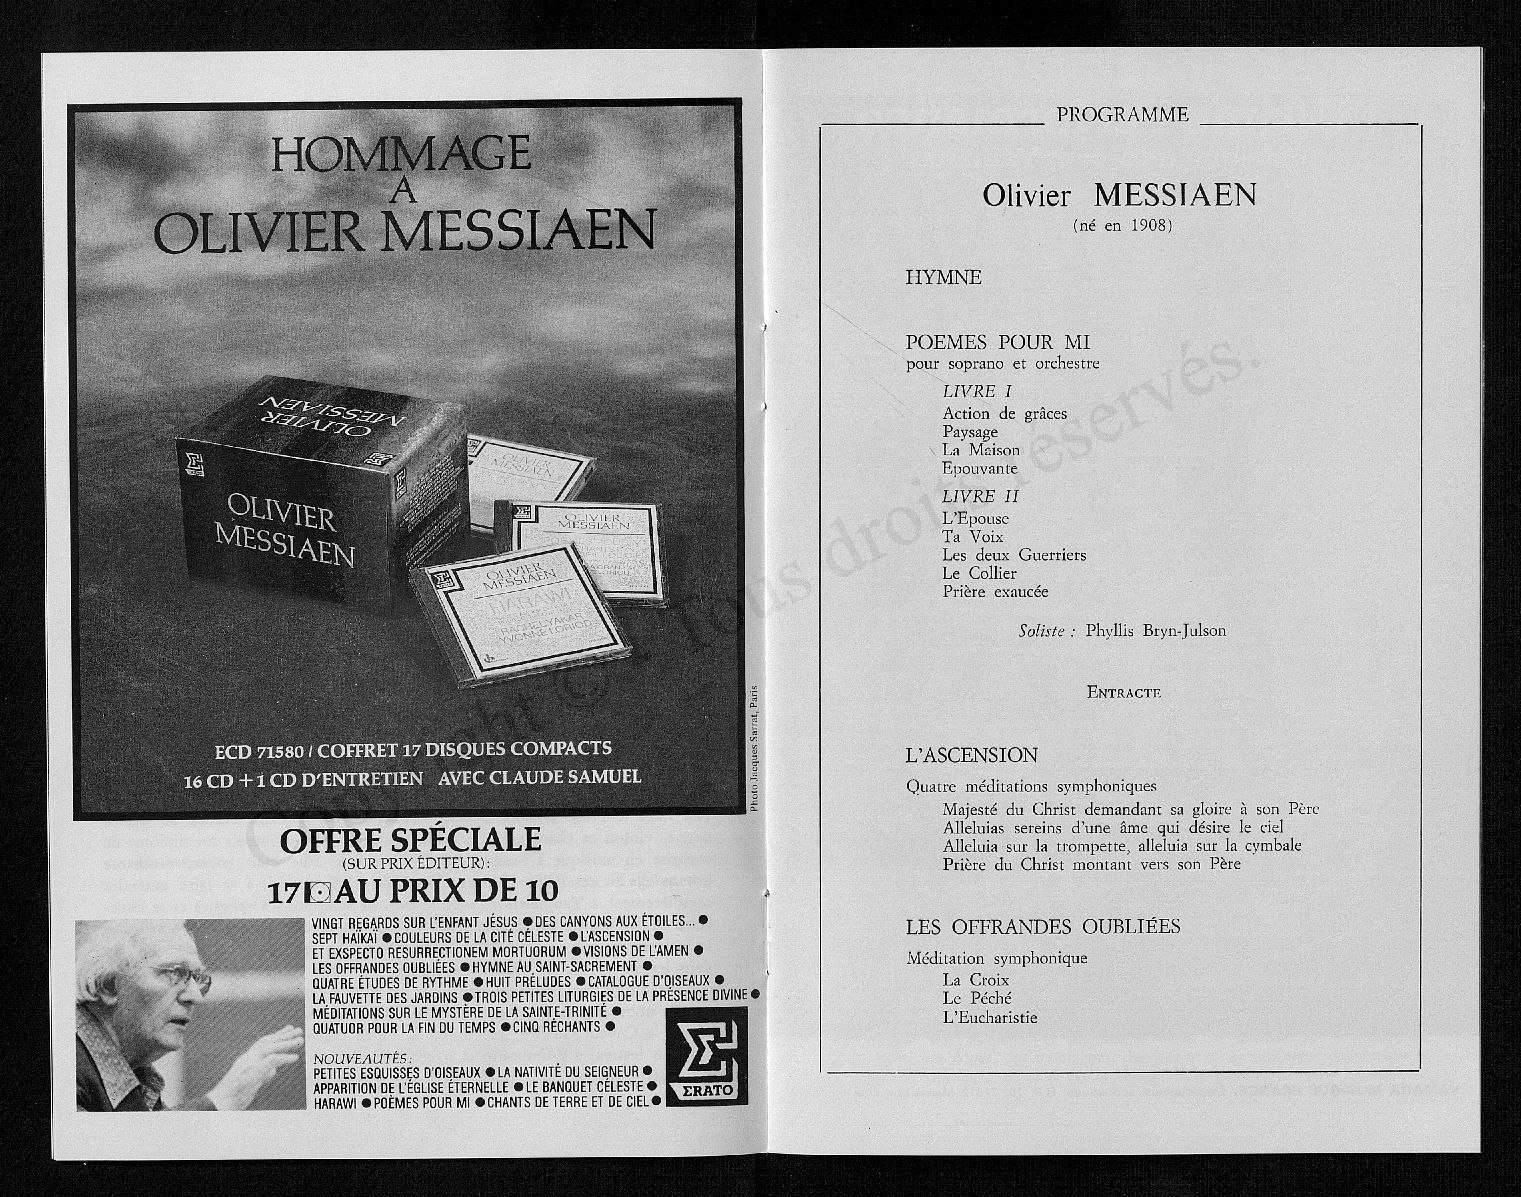 HOMMAGE
A
OLIVIER MESSIAEN
OLIVIER
MESSIAEN
OLIVIER
MESSIAEN
OLIVIER
MESSIAEN
OLIVIER
MESSIAEN
OLIVIER
MESSIAEN
HARAWI
YVONNE LORIOD
ECD 71580 / COFFRET 17 DISQUES COMPACTS
16 CD + 1 CD D'ENTRETIEN AVEC CLAUDE SAMUEL
Photo Jacques Sarrat, Paris
OFFRE SPÉCIALE
(SUR PRIX ÉDITEUR):
17 AU PRIX DE 10
VINGT REGARDS SUR L'ENFANT JÉSUS ● DES CANYONS AUX ÉTOILES... ●
SEPT HAÏKAÏ ● COULEURS DE LA CITÉ CÉLESTE ● L'ASCENSION ●
ET EXSPECTO RESURRECTIONEM MORTUORUM ● VISIONS DE L'AMEN ●
LES OFFRANDES OUBLIÉES ● HYMNE AU SAINT-SACREMENT ●
QUATRE ÉTUDES DE RYTHME ● HUIT PRÉLUDES ● CATALOGUE D'OISEAUX ●
LA FAUVETTE DES JARDINS ● TROIS PETITES LITURGIES DE LA PRÉSENCE DIVINE ●
MÉDITATIONS SUR LE MYSTÈRE DE LA SAINTE-TRINITÉ ●
QUATUOR POUR LA FIN DU TEMPS ● CINQ RÉCHANTS ●
NOUVEAUTÉS:
PETITES ESQUISSES D'OISEAUX ● LA NATIVITÉ DU SEIGNEUR ●
APPARITION DE L'ÉGLISE ÉTERNELLE ● LE BANQUET CÉLESTE ●
HARAWI ● POÈMES POUR MI ● CHANTS DE TERRE ET DE CIEL ●
ΣRATO
PROGRAMME
Olivier MESSIAEN
(né en 1908)
HYMNE
POEMES POUR MI
pour soprano et orchestre
LIVRE I
Action de grâces
Paysage
La Maison
Epouvante
LIVRE II
L'Epouse
Ta Voix
Les deux Guerriers
Le Collier
Prière exaucée
Soliste : Phyllis Bryn-Julson
ENTRACTE
L'ASCENSION
Quatre méditations symphoniques
Majesté du Christ demandant sa gloire à son Père
Alleluias sereins d'une âme qui désire le ciel
Alleluia sur la trompette, alleluia sur la cymbale
Prière du Christ montant vers son Père
LES OFFRANDES OUBLIÉES
Méditation symphonique
La Croix
Le Péché
L'Eucharistie
Copyright © Tous droits réservés.